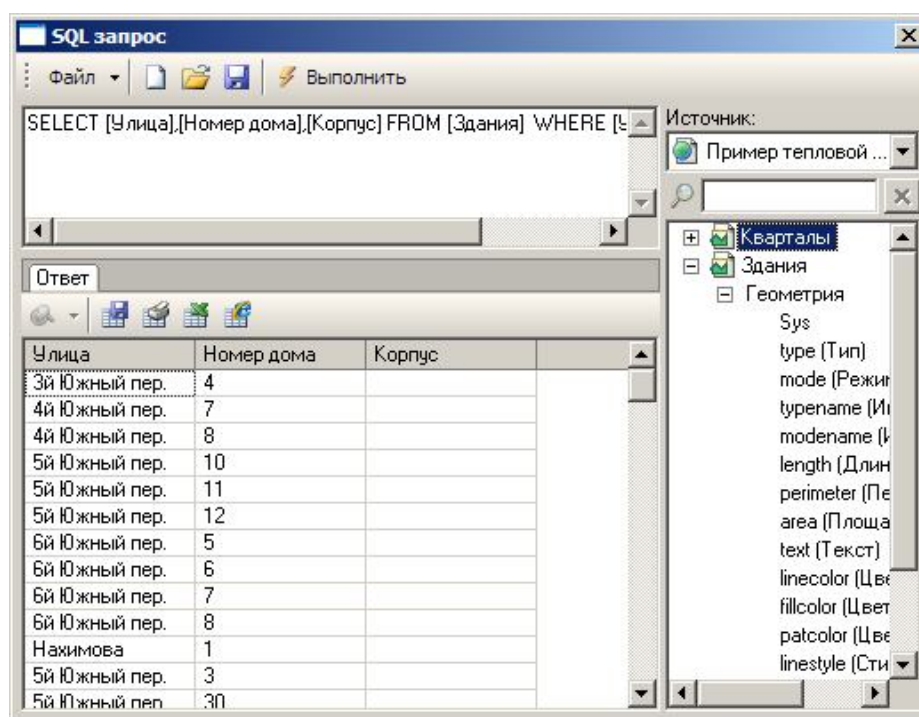 SQL запрос
Файл Выполнить
SELECT [Улица],[Номер дома],[Корпус] FROM [Здания] WHERE [У
Источник:
Пример тепловой ...
Кварталы
Здания
Геометрия
Sys
type (Тип)
mode (Режи
typename (И
modename (И
length (Длин
perimeter (Пе
area (Площа
text (Текст)
linecolor (Цве
fillcolor (Цвет
patcolor (Цве
linestyle (Сти
Ответ
Улица Номер дома Корпус
3й Южный пер. 4
4й Южный пер. 7
4й Южный пер. 8
5й Южный пер. 10
5й Южный пер. 11
5й Южный пер. 12
6й Южный пер. 5
6й Южный пер. 6
6й Южный пер. 7
6й Южный пер. 8
Нахимова 1
5й Южный пер. 3
5й Южный пер 30